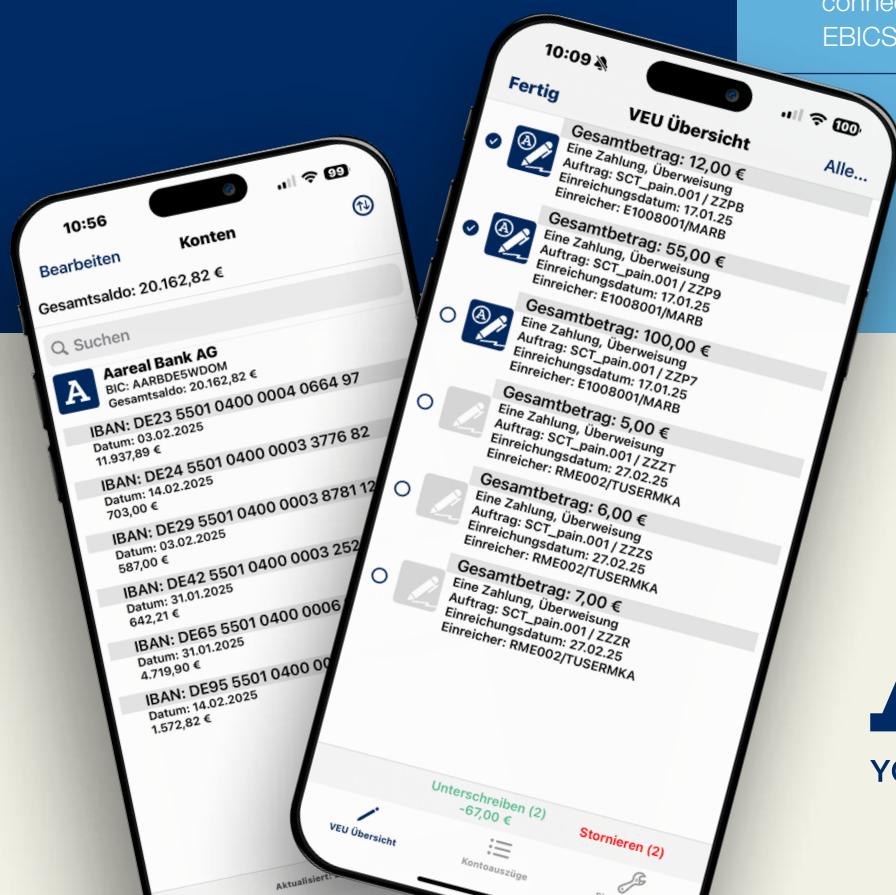 connec
EBICS
10:56
99
Bearbeiten
Konten
Gesamtsaldo: 20.162,82 €
Suchen
A
Aareal Bank AG
BIC: AARBDE5WDOM
Gesamtsaldo: 20.162,82 €
IBAN: DE23 5501 0400 0004 0664 97
Datum: 03.02.2025
11.937,89 €
IBAN: DE24 5501 0400 0003 3776 82
Datum: 14.02.2025
703,00 €
IBAN: DE29 5501 0400 0003 8781 12
Datum: 03.02.2025
587,00 €
IBAN: DE42 5501 0400 0003 252
Datum: 31.01.2025
642,21 €
IBAN: DE65 5501 0400 0006
Datum: 31.01.2025
4.719,90 €
IBAN: DE95 5501 0400 00
Datum: 14.02.2025
1.572,82 €
Aktualisiert:
10:09
100
Fertig
VEU Übersicht
Alle...
Gesamtbetrag: 12,00 €
Eine Zahlung, Überweisung
Auftrag: SCT_pain.001 / ZZPB
Einreichungsdatum: 17.01.25
Einreicher: E1008001/MARB
Gesamtbetrag: 55,00 €
Eine Zahlung, Überweisung
Auftrag: SCT_pain.001 / ZZP9
Einreichungsdatum: 17.01.25
Einreicher: E1008001/MARB
Gesamtbetrag: 100,00 €
Eine Zahlung, Überweisung
Auftrag: SCT_pain.001 / ZZP7
Einreichungsdatum: 17.01.25
Einreicher: E1008001/MARB
Gesamtbetrag: 5,00 €
Eine Zahlung, Überweisung
Auftrag: SCT_pain.001 / ZZZT
Einreichungsdatum: 27.02.25
Einreicher: RME002/TUSERMKA
Gesamtbetrag: 6,00 €
Eine Zahlung, Überweisung
Auftrag: SCT_pain.001 / ZZZS
Einreichungsdatum: 27.02.25
Einreicher: RME002/TUSERMKA
Gesamtbetrag: 7,00 €
Eine Zahlung, Überweisung
Auftrag: SCT_pain.001 / ZZZR
Einreichungsdatum: 27.02.25
Einreicher: RME002/TUSERMKA
Unterschreiben (2)
-67,00 €
Stornieren (2)
VEU Übersicht
Kontoauszüge
YO